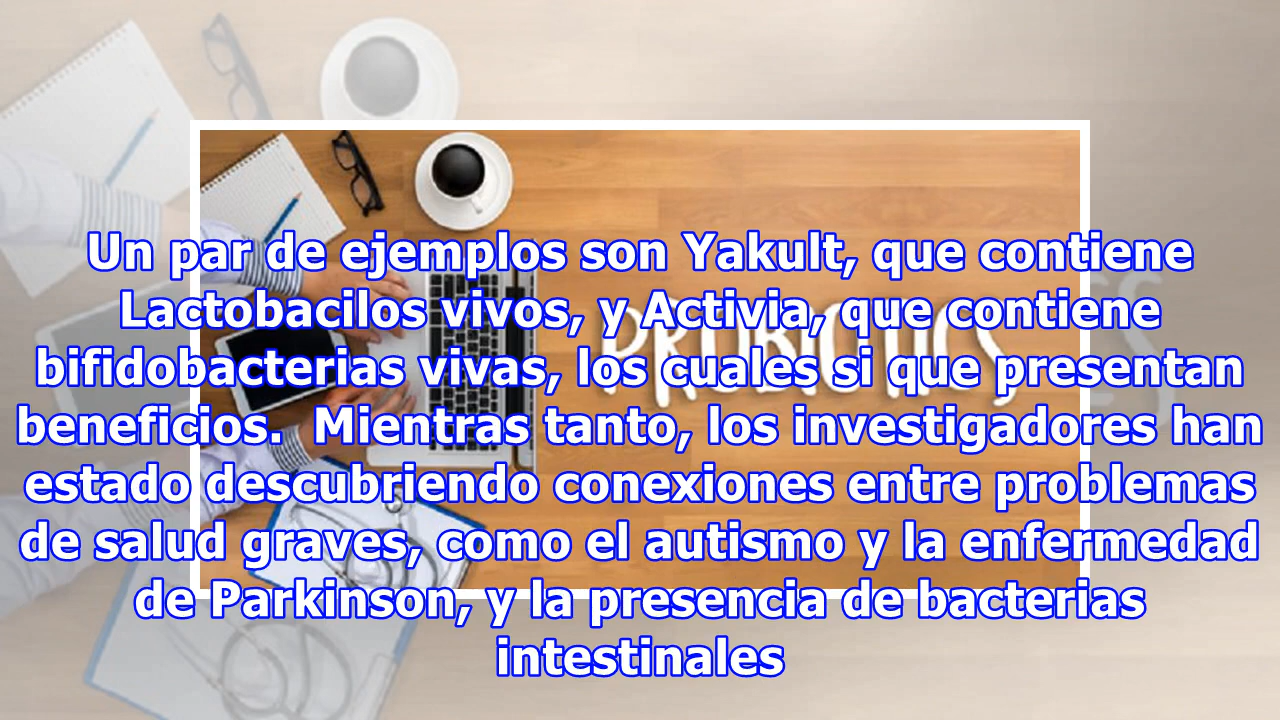 Un par de ejemplos son Yakult, que contiene
Lactobacilos vivos, y Activia, que contiene
bifidobacterias vivas, los cuales si que presentan
beneficios.  Mientras tanto, los investigadores han
estado descubriendo conexiones entre problemas
de salud graves, como el autismo y la enfermedad
de Parkinson, y la presencia de bacterias
intestinales
PROBIOTICS